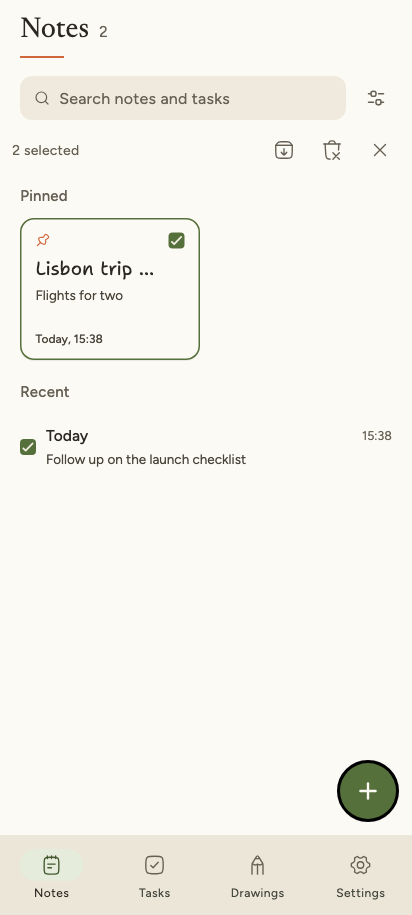 Notes 2
Search notes and tasks
2 selected
Pinned
Lisbon trip ...
Flights for two
Today, 15:38
Recent
Today 15:38
Follow up on the launch checklist
Notes Tasks Drawings Settings